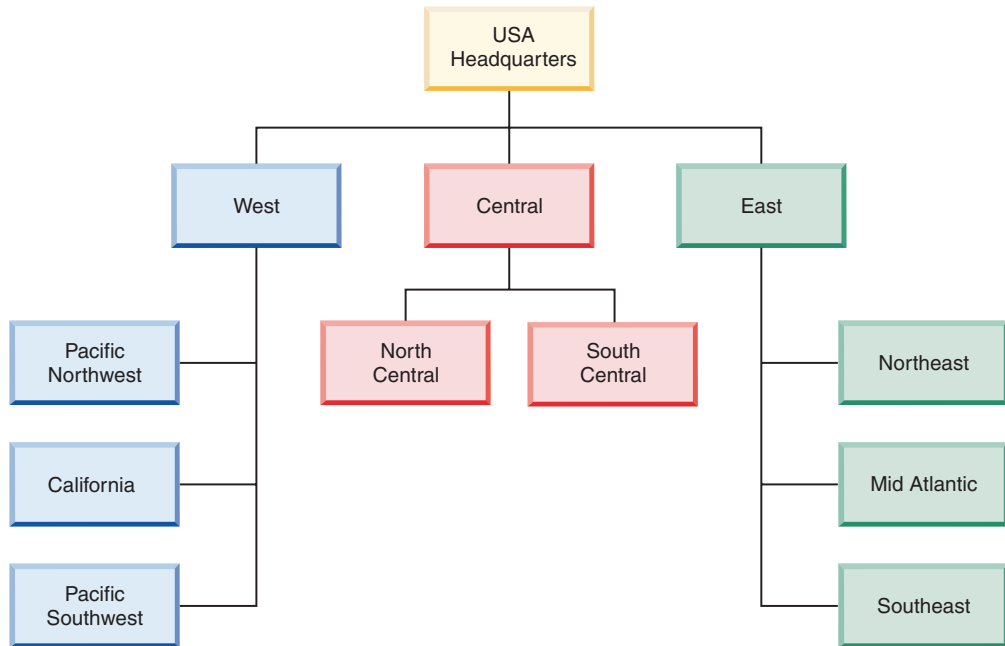 USA
Headquarters
West
Central
East
Pacific
Northwest
North
Central
South
Central
Northeast
California
Mid Atlantic
Pacific
Southwest
Southeast